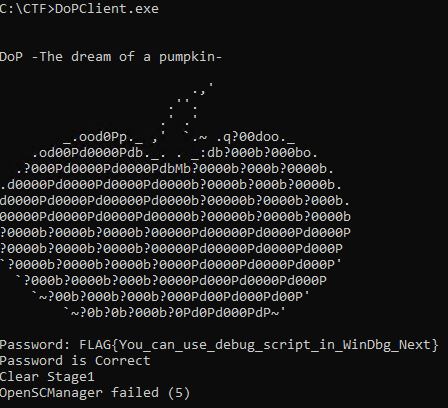 C:\CTF>DoPClient.exe
DoP -The dream of a pumpkin-
.,'
.''.
.' .'
_.ood0Pp._ ,' `.~ .q?00doo._
.od00Pd0000Pdb._. . _:db?000b?000bo.
.?000Pd0000Pd0000PdbMb?0000b?000b?0000b.
.d0000Pd0000Pd0000Pd0000b?0000b?000b?0000b.
d0000Pd0000Pd00000Pd0000b?00000b?0000b?000b.
00000Pd0000Pd0000Pd00000b?00000b?0000b?0000b
?0000b?0000b?0000b?00000Pd00000Pd0000Pd0000P
?0000b?0000b?0000b?00000Pd00000Pd0000Pd000P
`?0000b?0000b?0000b?0000Pd0000Pd0000Pd000P'
`?000b?0000b?000b?0000Pd000Pd0000Pd000P
`~?00b?000b?000b?000Pd00Pd000Pd00P'
`~?0b?0b?000b?0Pd0Pd000PdP~'
Password: FLAG{You_can_use_debug_script_in_WinDbg_Next}
Password is Correct
Clear Stage1
OpenSCManager failed (5)